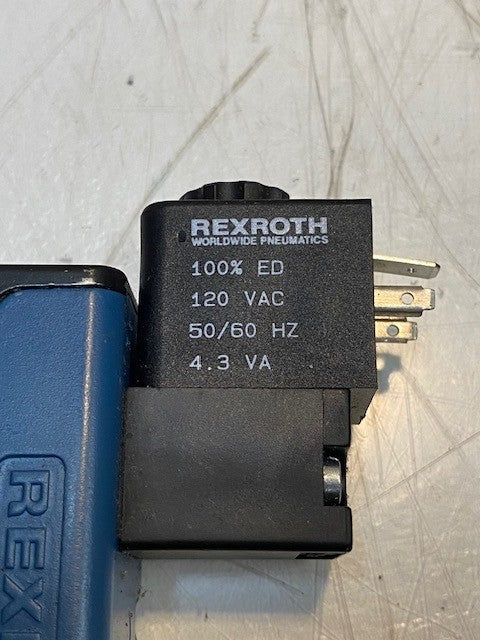 REXROTH
WORLDWIDE PNEUMATICS
100% ED
120 VAC
50/60 HZ
4.3 VA
REX